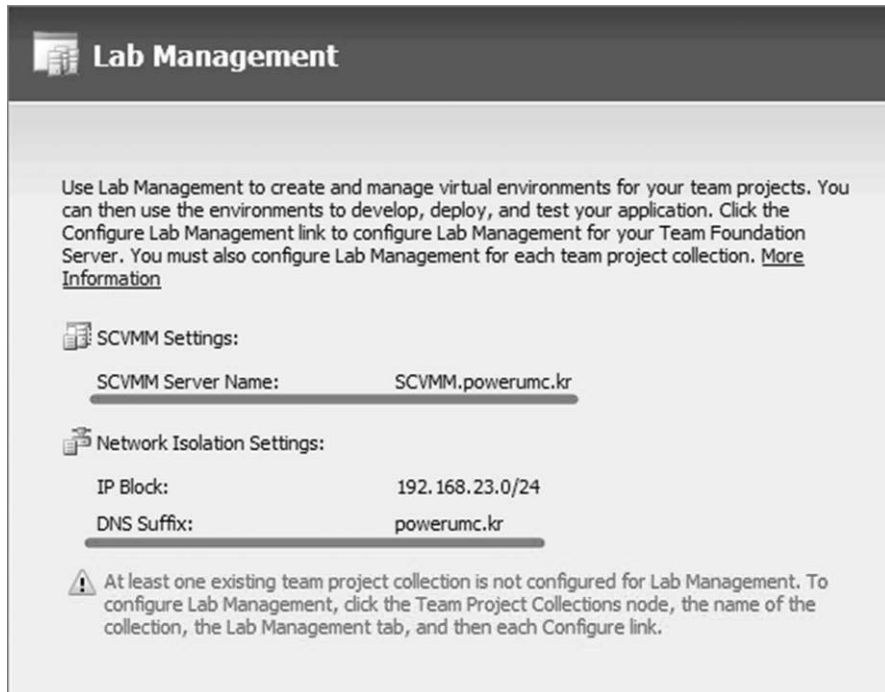 Lab Management
Use Lab Management to create and manage virtual environments for your team projects. You
can then use the environments to develop, deploy, and test your application. Click the
Configure Lab Management link to configure Lab Management for your Team Foundation
Server. You must also configure Lab Management for each team project collection. More
Information
SCVMM Settings:
SCVMM Server Name: SCVMM.powerumc.kr
Network Isolation Settings:
IP Block: 192.168.23.0/24
DNS Suffix: powerumc.kr
At least one existing team project collection is not configured for Lab Management. To
configure Lab Management, click the Team Project Collections node, the name of the
collection, the Lab Management tab, and then each Configure link.